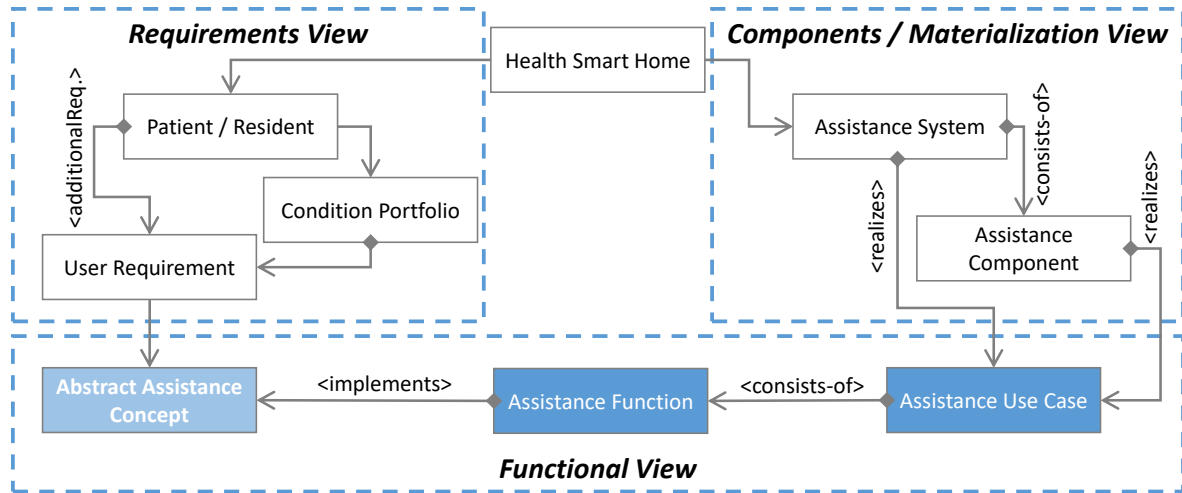 Requirements View
Components / Materialization View
Health Smart Home
<additionalReq.>
Patient / Resident
Assistance System
<consists-of>
<realizes>
Condition Portfolio
<realizes>
Assistance
Component
User Requirement
Abstract Assistance
Concept
<implements>
Assistance Function
<consists-of>
Assistance Use Case
Functional View